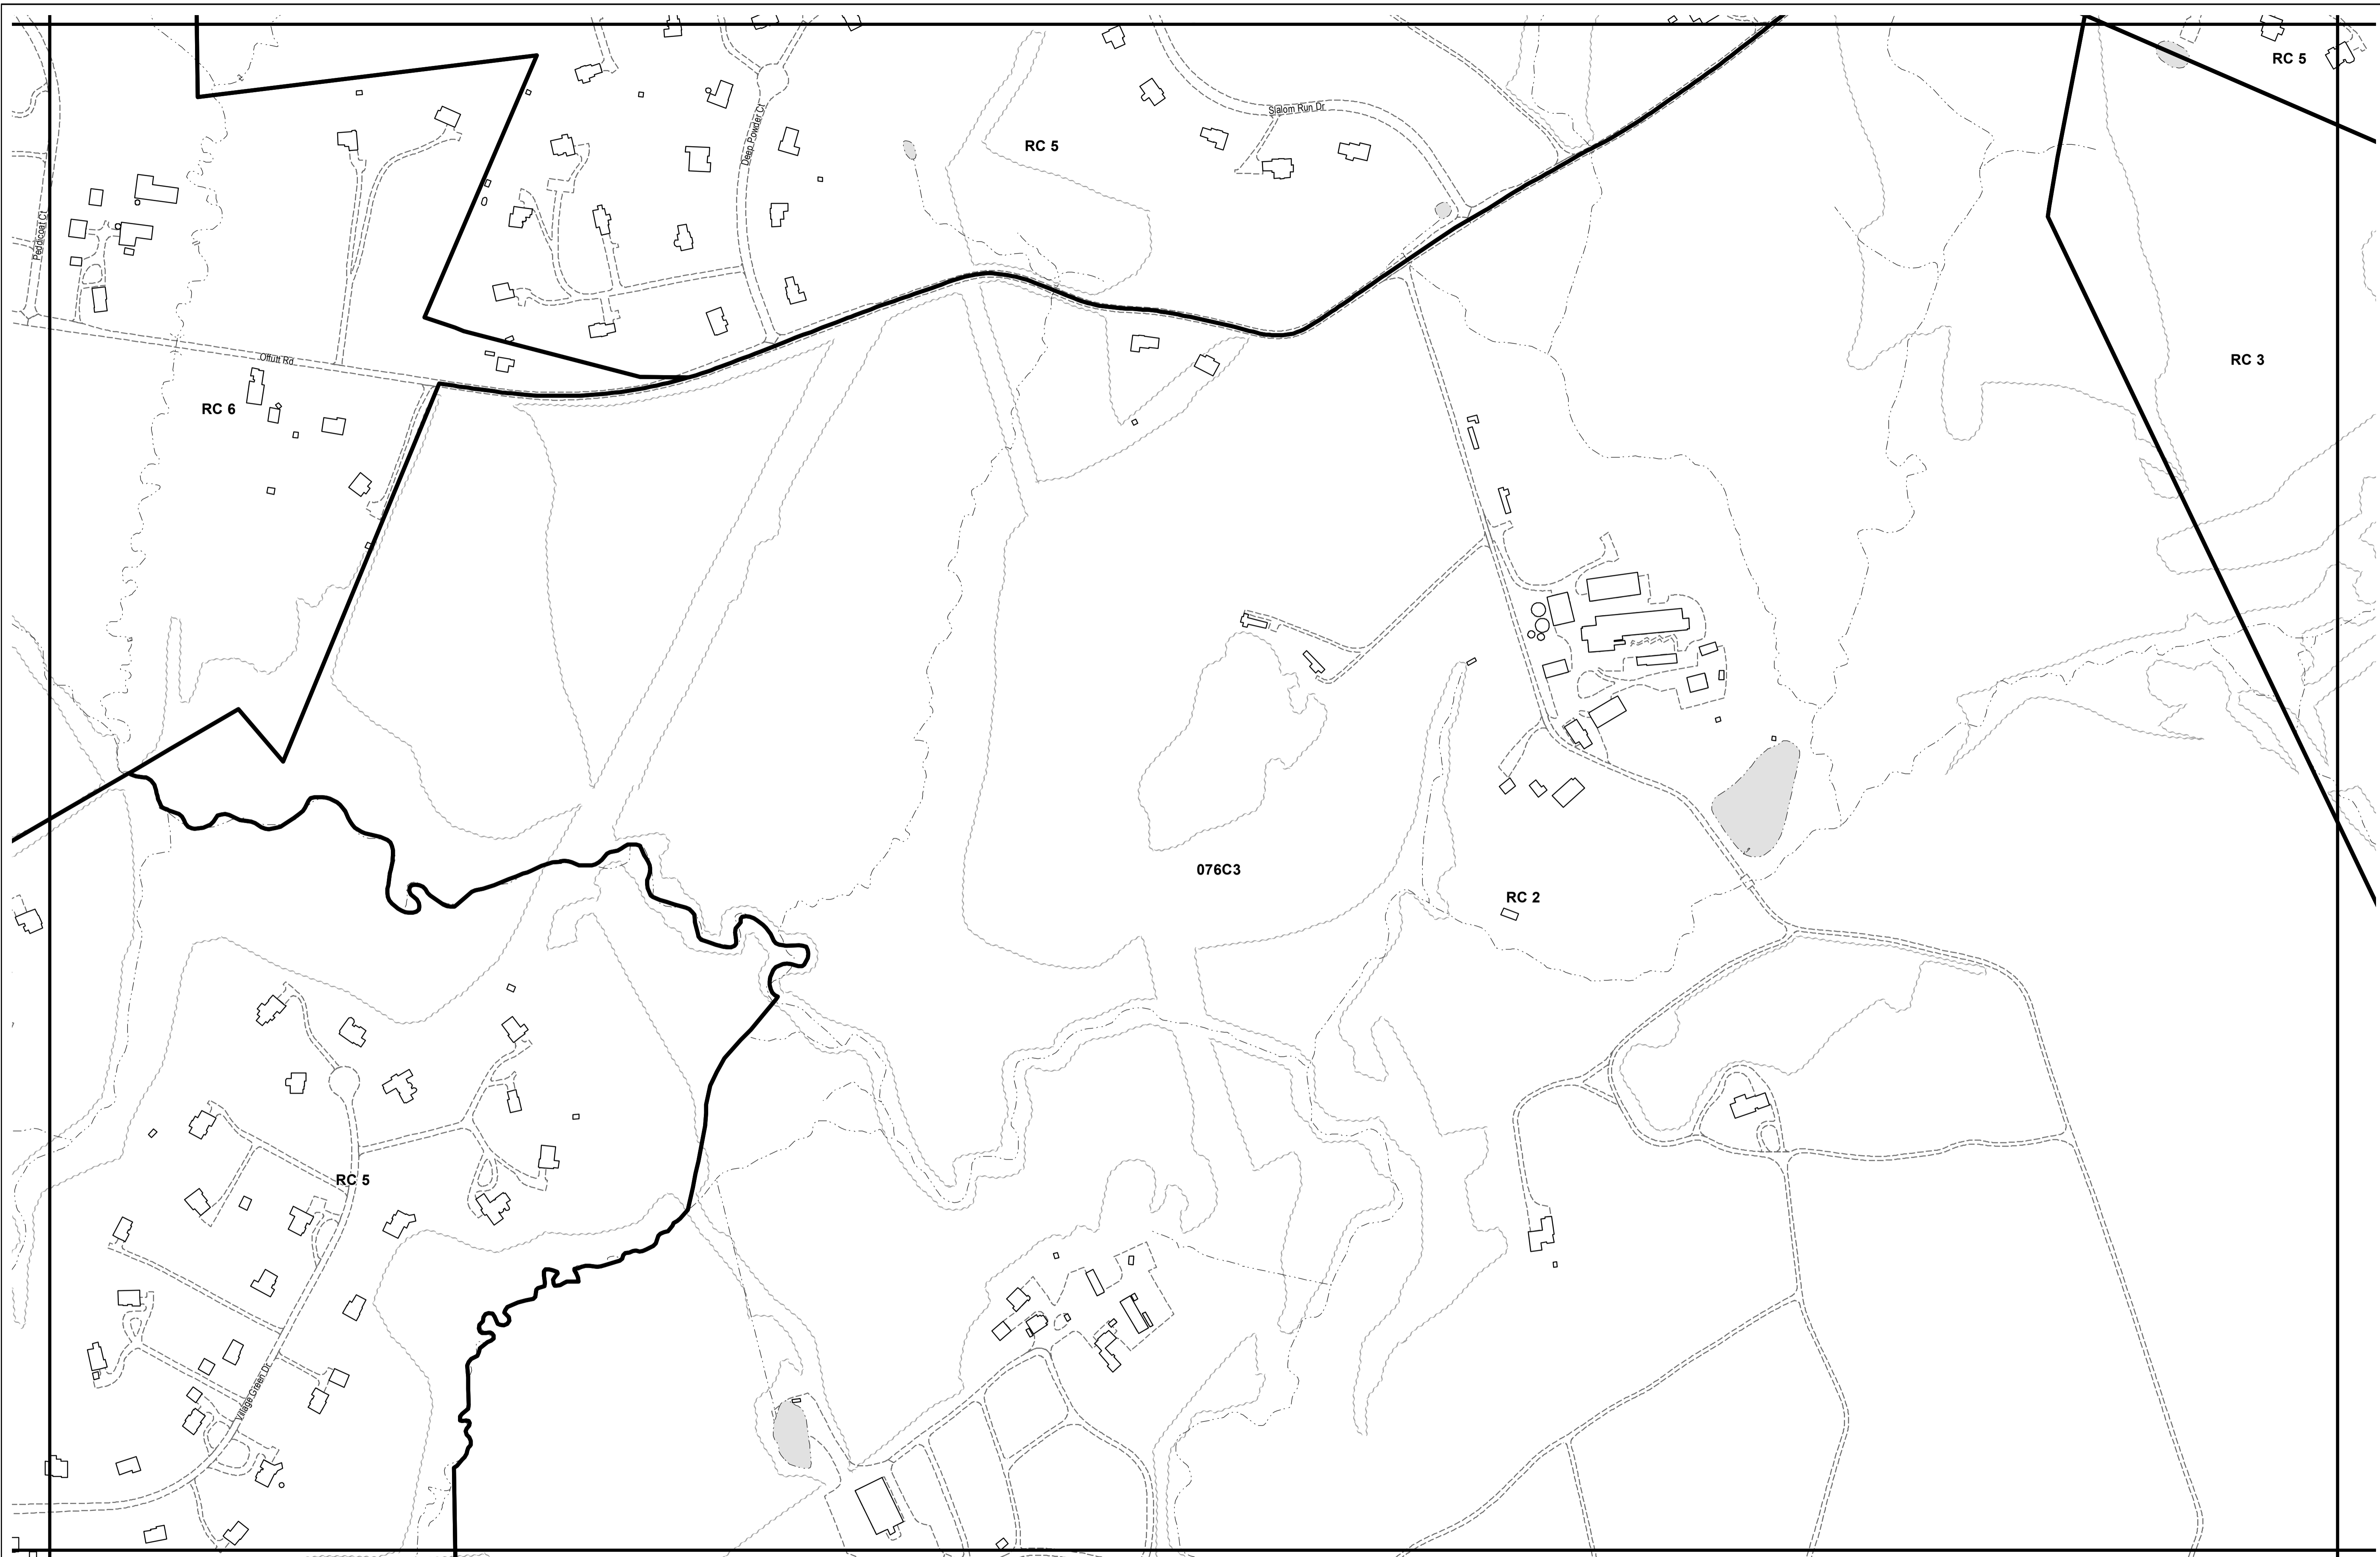 RC 5
Slalom Run Dr
Deep Powder Ct
RC 5
Peddicoat Ct
Offutt Rd
RC 3
RC 6
076C3
RC 2
RC 5
Village Green Dr